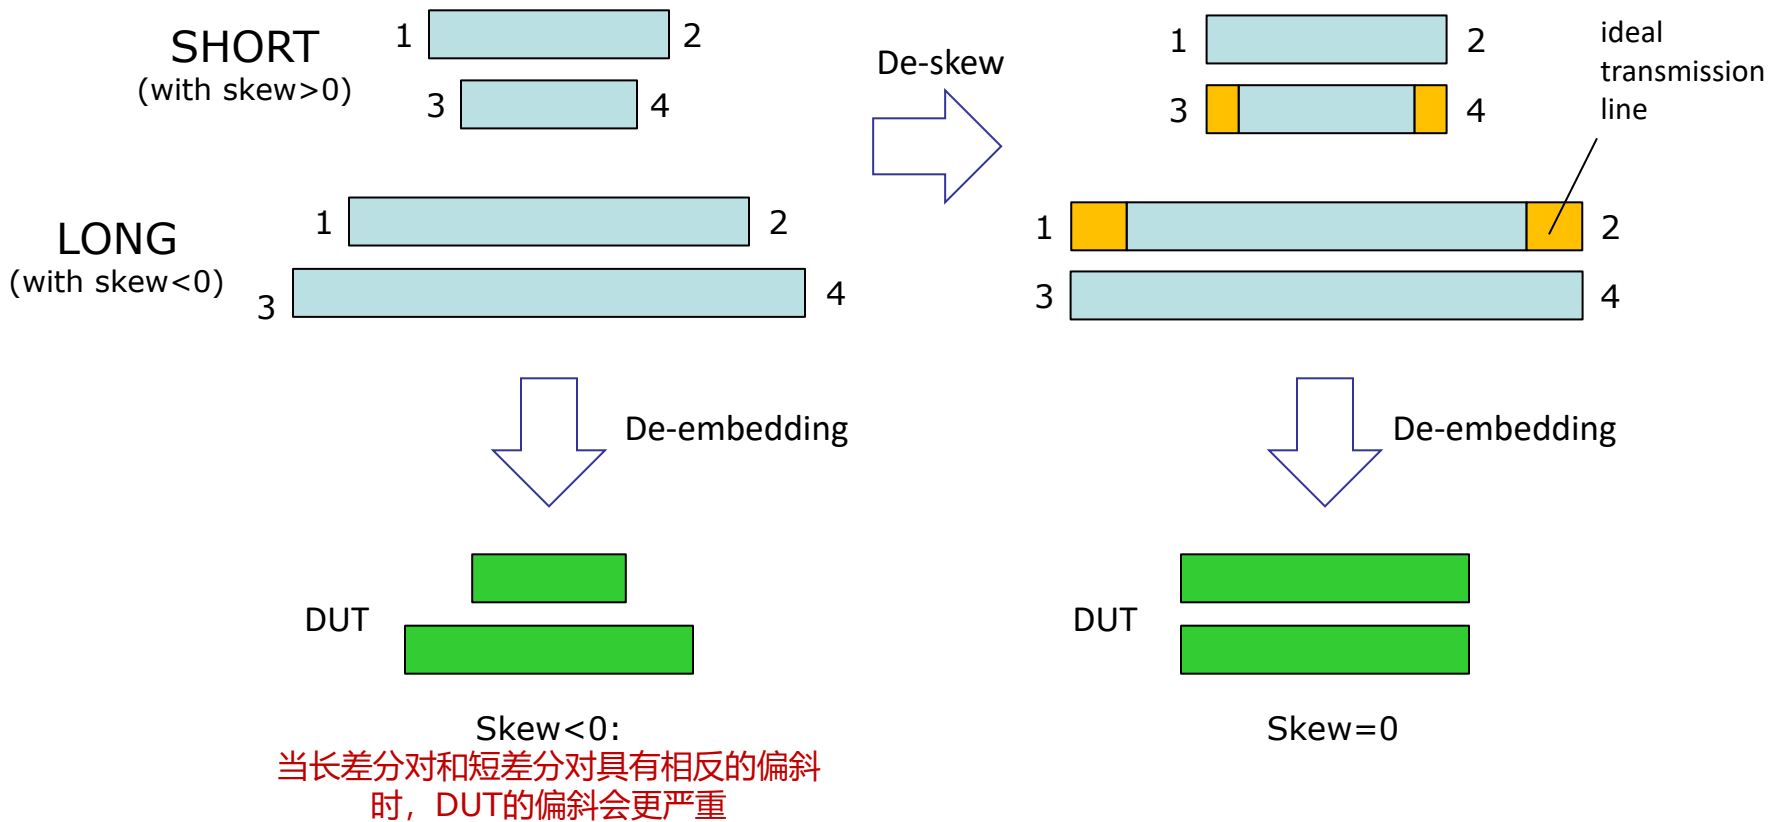 SHORT
(with skew>0)
1
2
3
4
De-skew
1
2
3
4
ideal
transmission
line
LONG
(with skew<0)
1
2
3
4
1
2
3
4
De-embedding
De-embedding
DUT
DUT
Skew<0:
当长差分对和短差分对具有相反的偏斜
时，DUT的偏斜会更严重
Skew=0